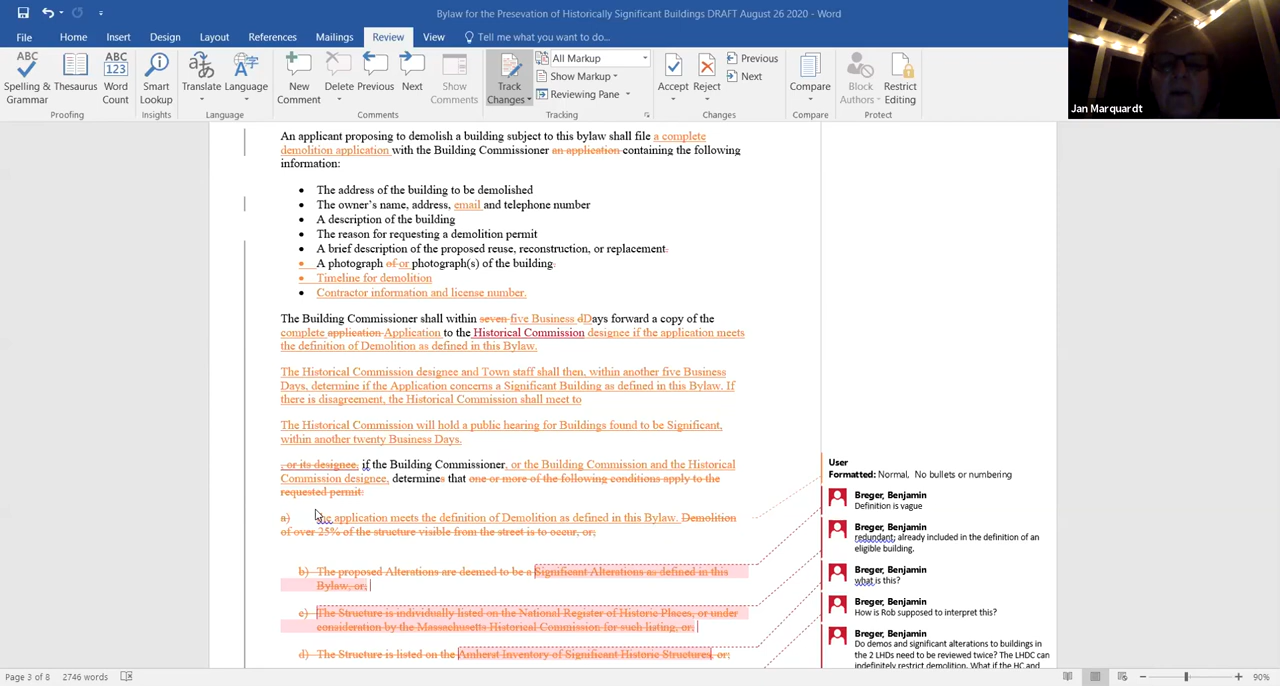 Bylaw for the Presevation of Historically Significant Buildings DRAFT August 26 2020 - Word
File Home Insert Design Layout References Mailings Review View Tell me what you want to do...
ABC Spelling & Grammar
Thesaurus
ABC 123 Word Count
Smart Lookup
Translate
Language
New Comment
Delete
Previous
Next
Show Comments
Track Changes
All Markup
Show Markup
Reviewing Pane
Accept
Reject
Previous
Next
Compare
Block Authors
Restrict Editing
Proofing Insights Language Comments Tracking Changes Compare Protect
Jan Marquardt
An applicant proposing to demolish a building subject to this bylaw shall file a complete
demolition application with the Building Commissioner an application containing the following
information:
• The address of the building to be demolished
• The owner's name, address, email and telephone number
• A description of the building
• The reason for requesting a demolition permit
• A brief description of the proposed reuse, reconstruction, or replacement.
• A photograph of or photograph(s) of the building.
• Timeline for demolition
• Contractor information and license number.
The Building Commissioner shall within seven five Business dDays forward a copy of the
complete application Application to the Historical Commission designee if the application meets
the definition of Demolition as defined in this Bylaw.
The Historical Commission designee and Town staff shall then, within another five Business
Days, determine if the Application concerns a Significant Building as defined in this Bylaw. If
there is disagreement, the Historical Commission shall meet to
The Historical Commission will hold a public hearing for Buildings found to be Significant,
within another twenty Business Days.
, or its designee, if the Building Commissioner, or the Building Commission and the Historical
Commission designee, determines that one or more of the following conditions apply to the
requested permit:
a) The application meets the definition of Demolition as defined in this Bylaw. Demolition
of over 25% of the structure visible from the street is to occur, or;
b) The proposed Alterations are deemed to be a Significant Alterations as defined in this
Bylaw, or;
c) The Structure is individually listed on the National Register of Historic Places, or under
consideration by the Massachusetts Historical Commission for such listing, or;
d) The Structure is listed on the Amherst Inventory of Significant Historic Structures, or;
User
Formatted: Normal, No bullets or numbering
Breger, Benjamin
Definition is vague
Breger, Benjamin
redundant; already included in the definition of an
eligible building.
Breger, Benjamin
what is this?
Breger, Benjamin
How is Rob supposed to interpret this?
Breger, Benjamin
Do demos and significant alterations to buildings in
the 2 LHDs need to be reviewed twice? The LHDC can
indefinitely restrict demolition. What if the HC and
Page 3 of 8 2746 words 90%